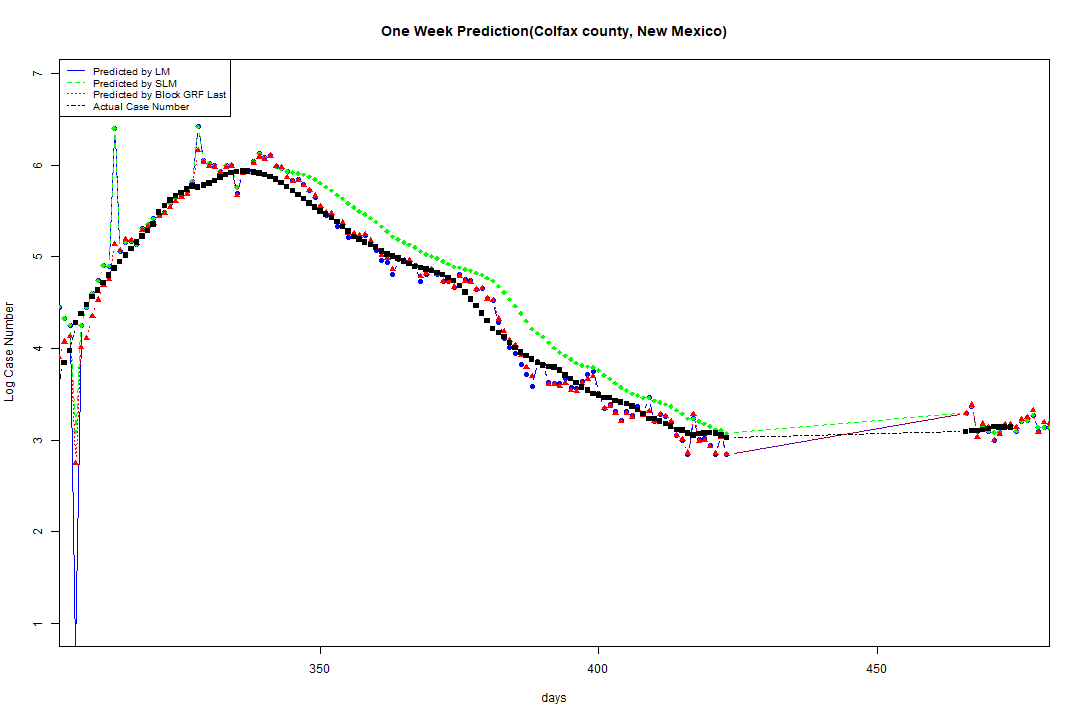 One Week Prediction(Colfax county, New Mexico)
Predicted by LM
Predicted by SLM
Predicted by Block GRF Last
Actual Case Number
7
6
5
4
3
2
1
Log Case Number
350 400 450
days